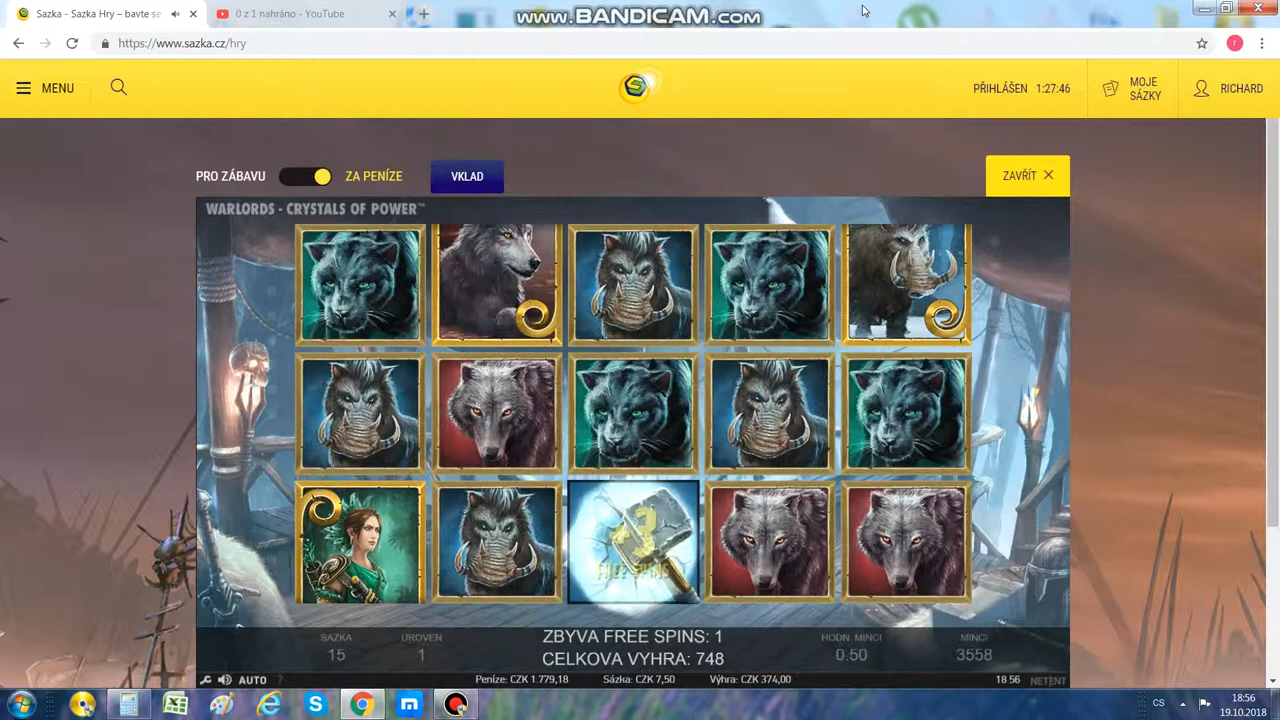 Sazka - Sazka Hry – bavte se
0 z 1 nahráno - YouTube
www.BANDICAM.com
https://www.sazka.cz/hry
MENU
PŘIHLÁŠEN 1:27:46
MOJE
SÁZKY
RICHARD
PRO ZÁBAVU
ZA PENÍZE
VKLAD
ZAVŘÍT
WARLORDS - CRYSTALS OF POWER™
+3
FREE SPINS
SAZKA
15
UROVEN
1
ZBYVA FREE SPINS: 1
CELKOVA VYHRA: 748
HODN. MINCI
0.50
MINCI
3558
AUTO ?
Peníze: CZK 1.779,18
Sázka: CZK 7,50
Výhra: CZK 374,00
18 56
NETENT
CS
18:56
19.10.2018